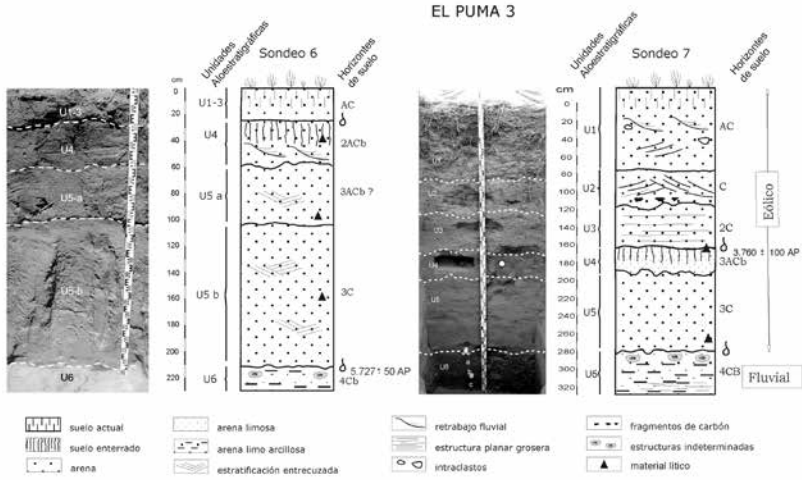 EL PUMA 3
Unidades Aloestratigráficas
Sondeo 6
Horizontes de suelo
cm
0
20
40
60
80
100
120
140
160
180
200
220
U1-3
U4
U5-a
U5-b
U6
U1-3
U4
U5 a
U5 b
U6
AC
2ACb
3ACb ?
3C
5.727± 50 AP
4Cb
Unidades Aloestratigráficas
Sondeo 7
Horizontes de suelo
cm
0
20
40
60
80
100
120
140
160
180
200
220
240
260
280
300
320
U3
U5
U1
U2
U3
U4
U5
U5
AC
C
2C
3.760 ± 100 AP
3ACb
3C
4CB
Eólico
Fluvial
suelo actual
suelo enterrado
arena
arena limosa
arena limo arcillosa
estratificación entrecuzada
retrabajo fluvial
estructura planar grosera
intraclastos
fragmentos de carbón
estructuras indeterminadas
material lítico